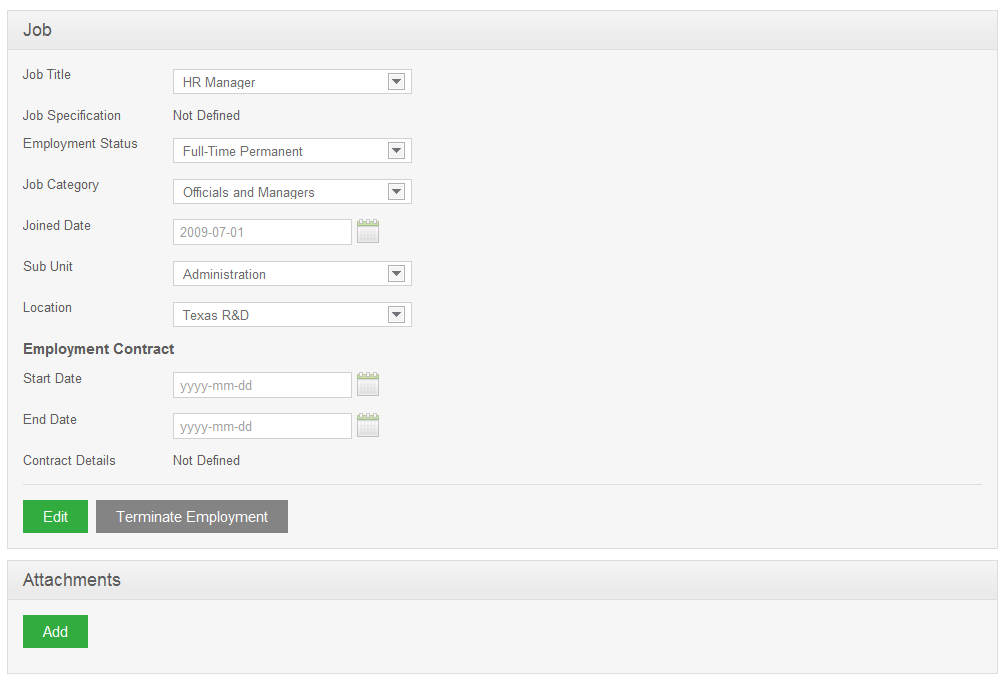 Job
Job Title HR Manager
Job Specification Not Defined
Employment Status Full-Time Permanent
Job Category Officials and Managers
Joined Date 2009-07-01
Sub Unit Administration
Location Texas R&D
Employment Contract
Start Date yyyy-mm-dd
End Date yyyy-mm-dd
Contract Details Not Defined
Edit Terminate Employment
Attachments
Add